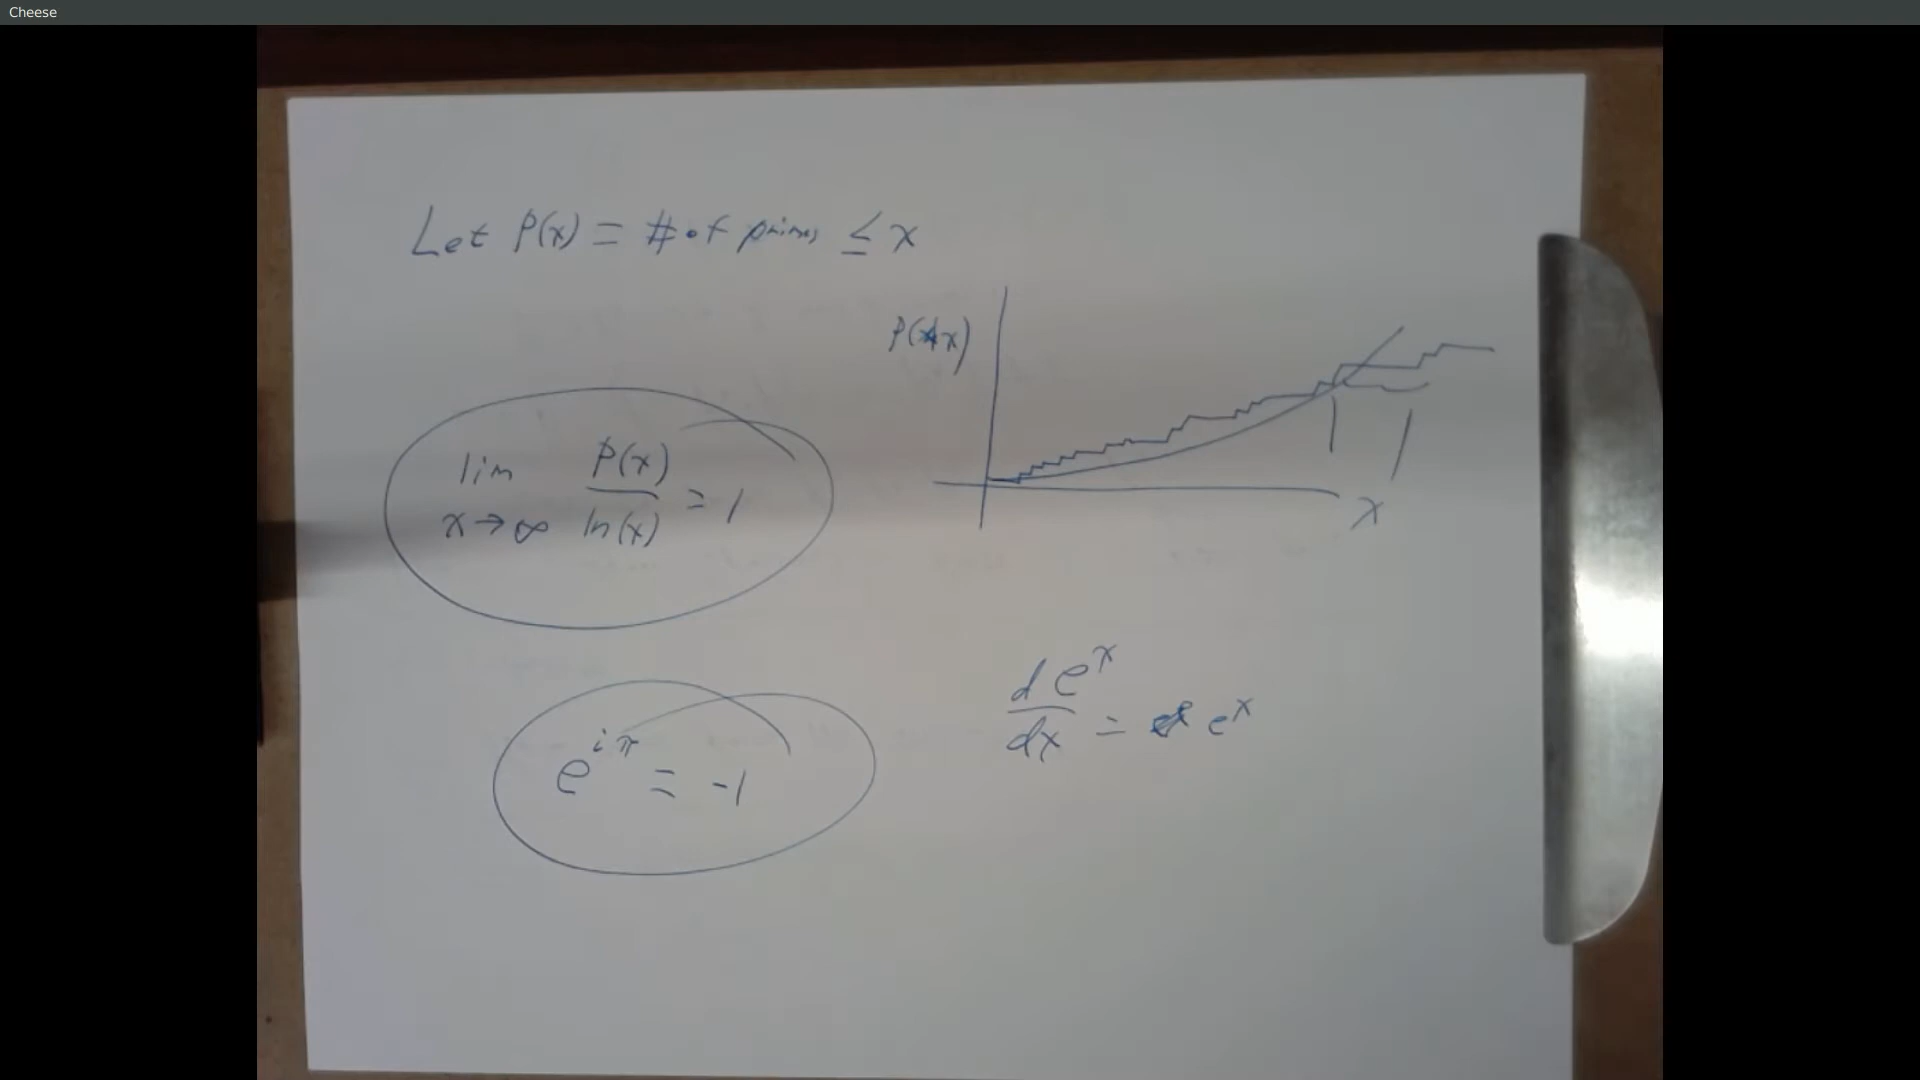 Cheese
Let P(x) = # of primes ≤ x
P(x)
lim x→∞ P(x)/ln(x) = 1
x
d e^x/dx = e^x
e^iπ = -1